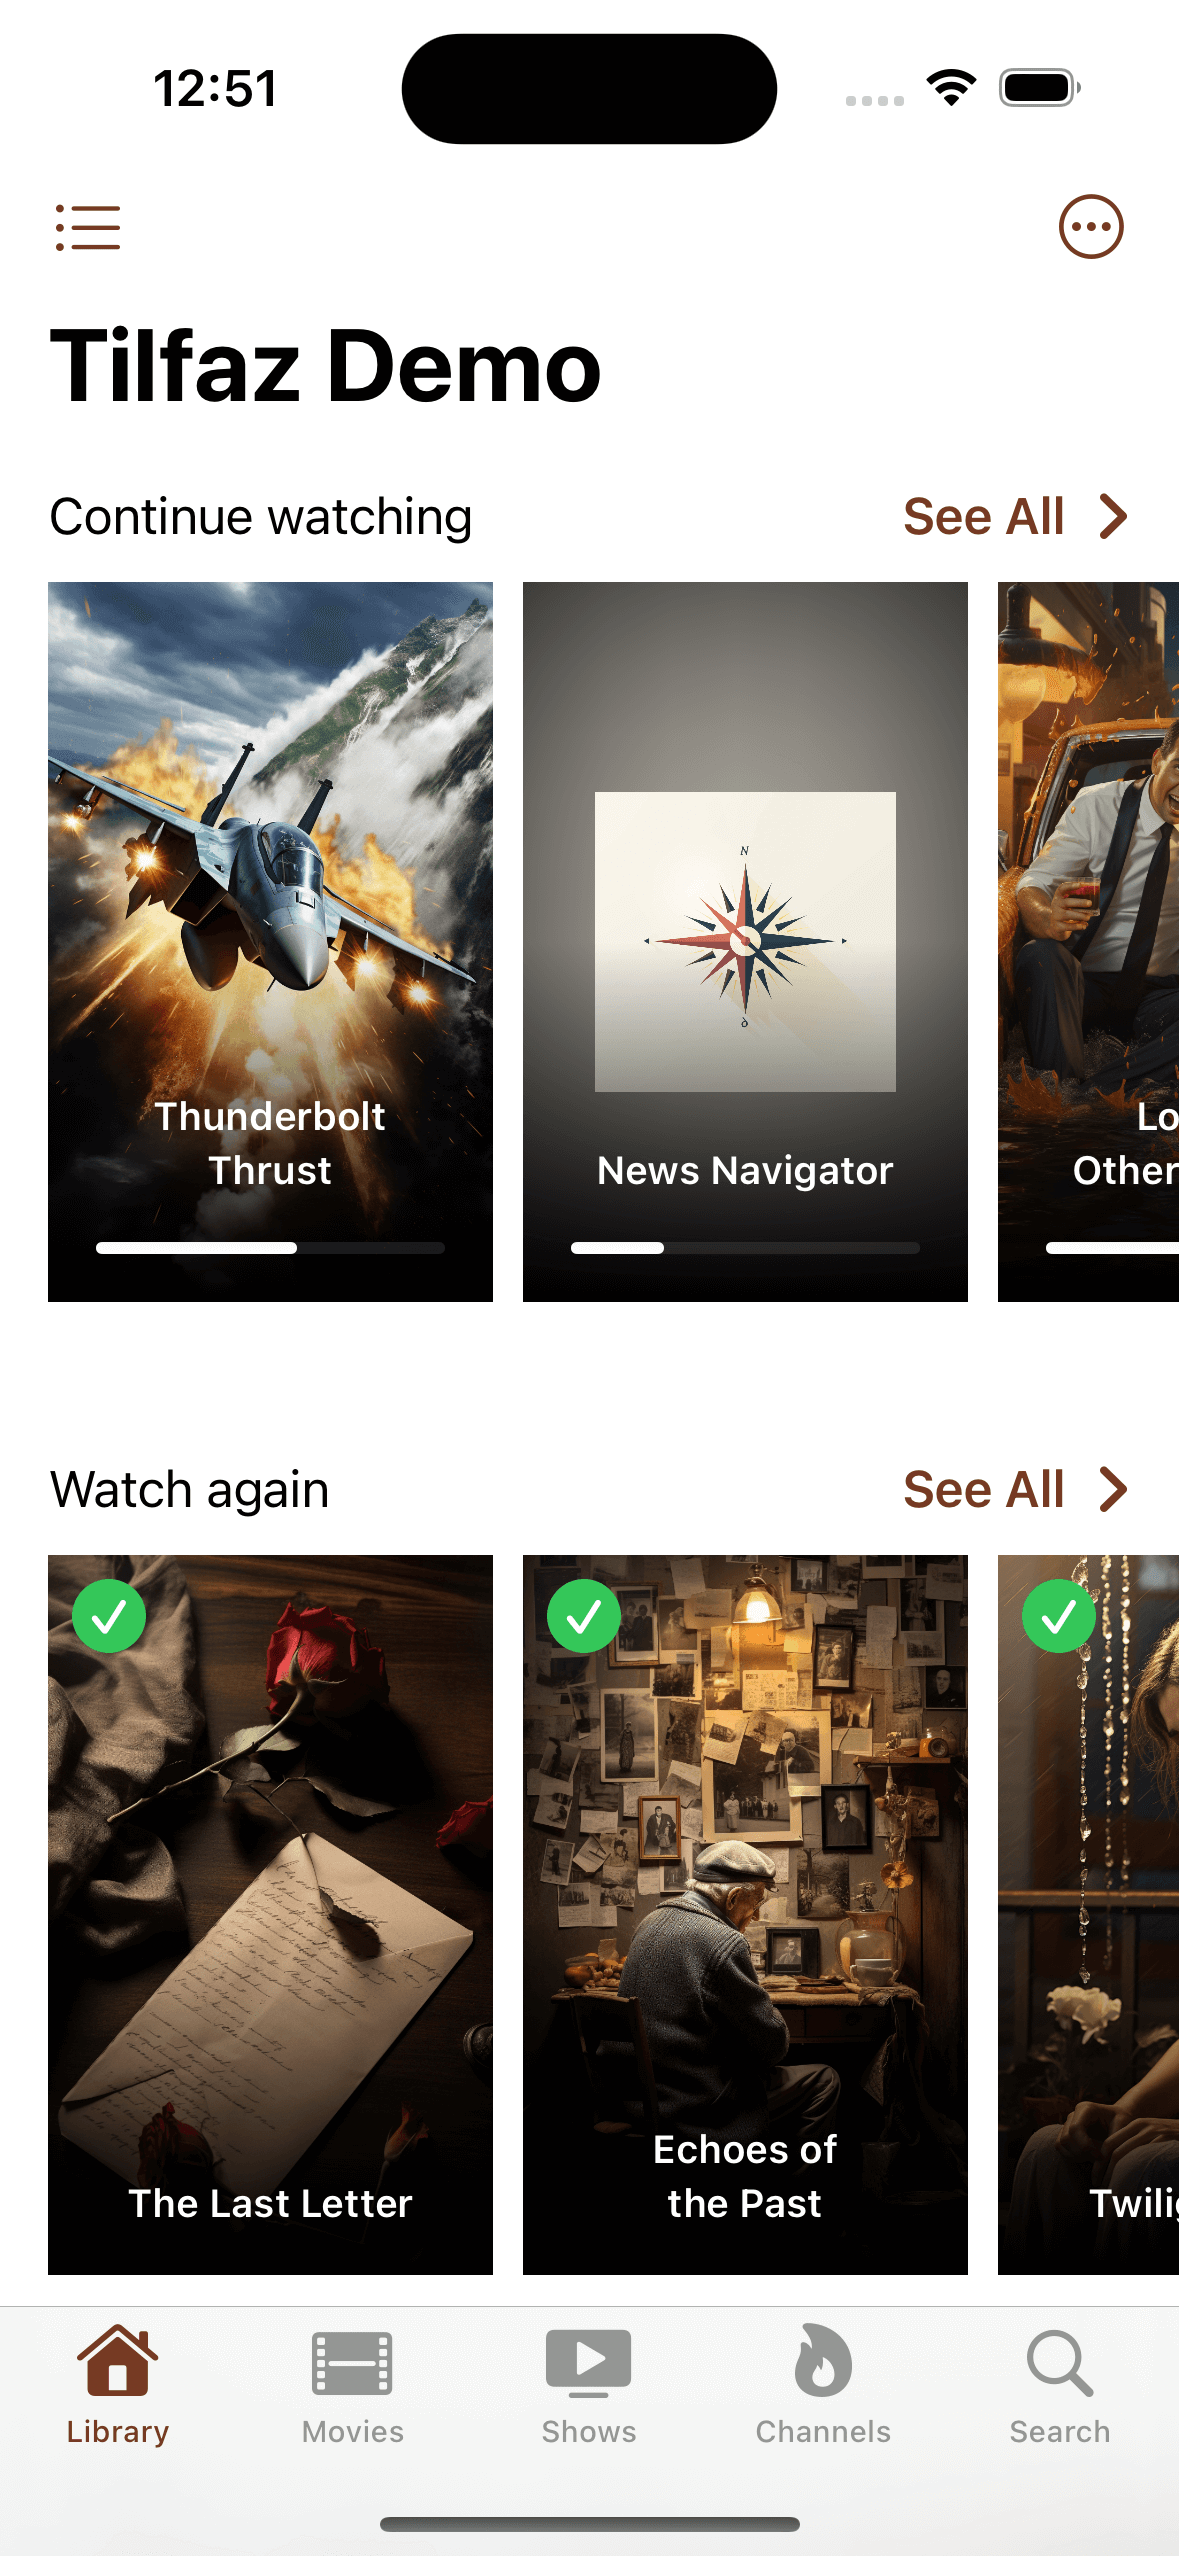 12:51
Tilfaz Demo
Continue watching
See All
N
Thunderbolt
Thrust
News Navigator
Lo
Other
Watch again
See All
The Last Letter
Echoes of
the Past
Twili
Library
Movies
Shows
Channels
Search